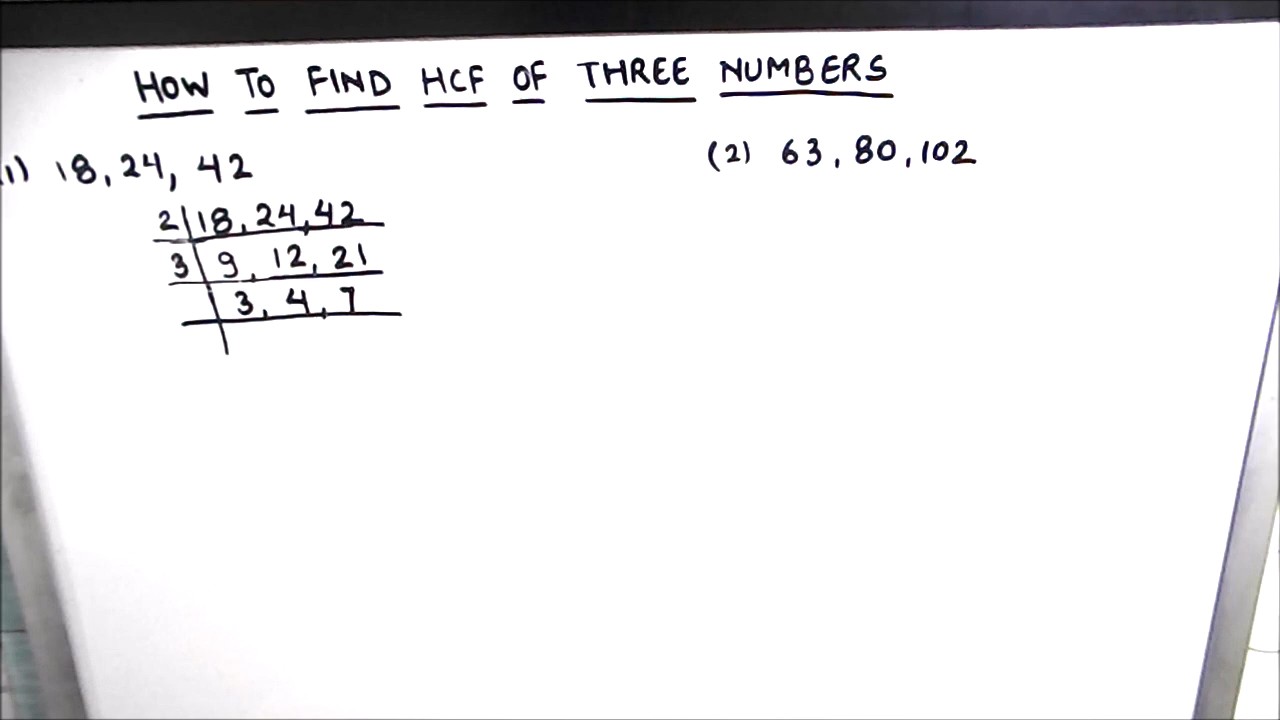 HOW TO FIND HCF OF THREE NUMBERS
1) 18, 24, 42
2 | 18, 24, 42
3 | 9, 12, 21
3, 4, 7
(2) 63, 80, 102